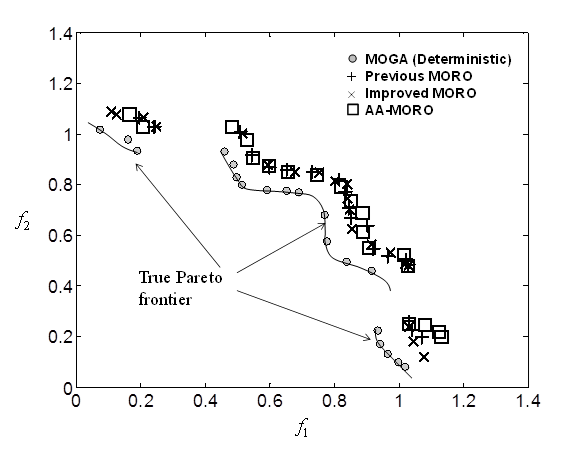 1.4
1.2
1
0.8
0.6
0.4
0.2
0
f2
MOGA (Deterministic)
Previous MORO
Improved MORO
AA-MORO
True Pareto
frontier
0 0.2 0.4 0.6 0.8 1 1.2 1.4
f1